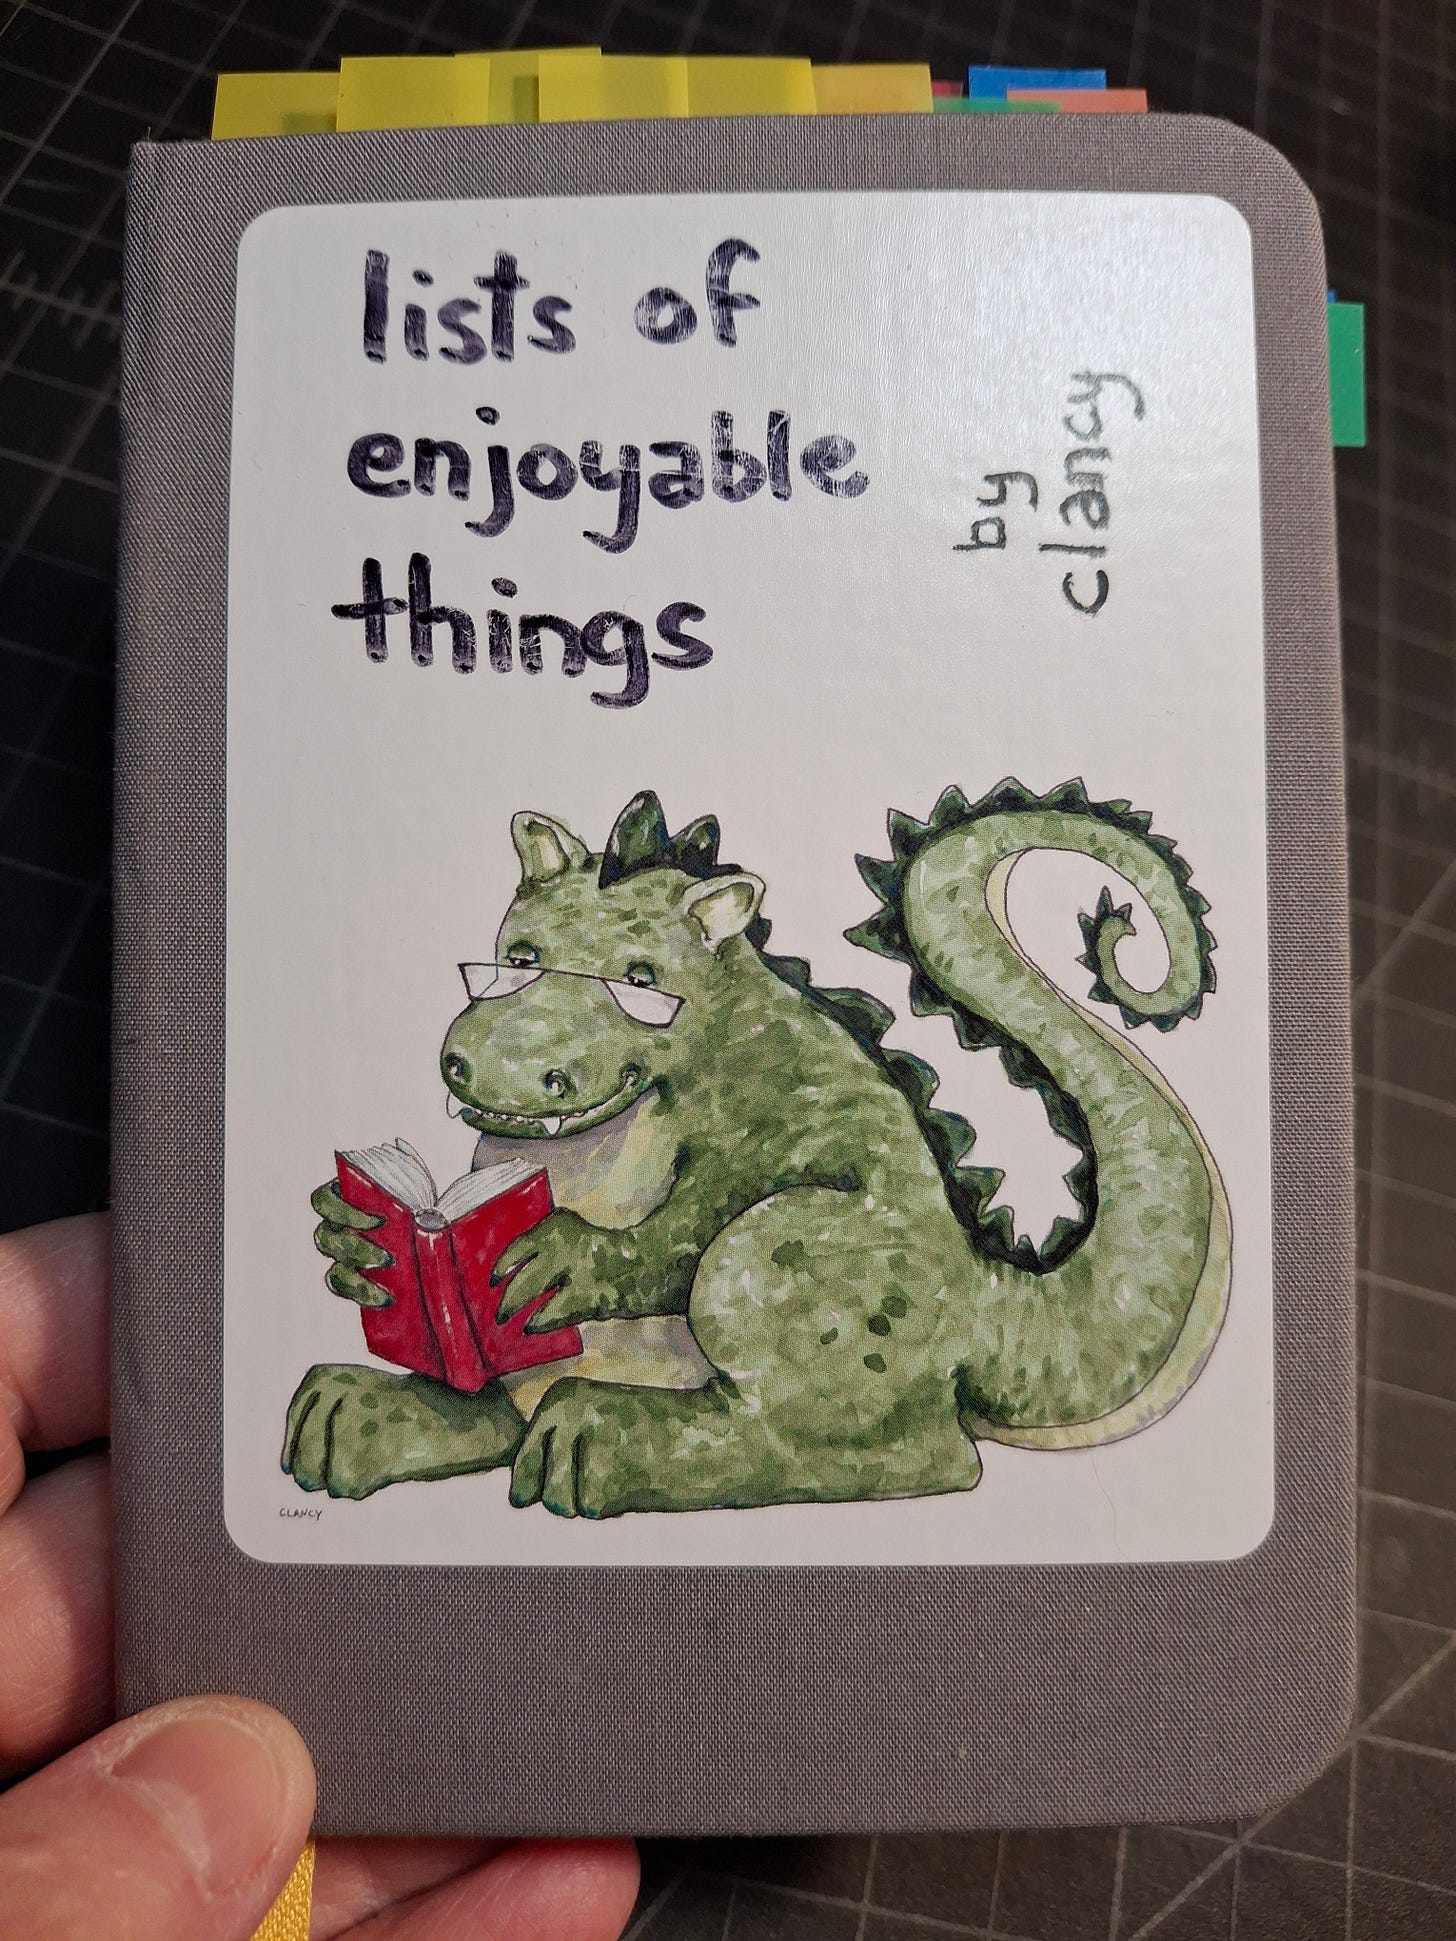 lists of
enjoyable
things
by
clancy
CLANCY